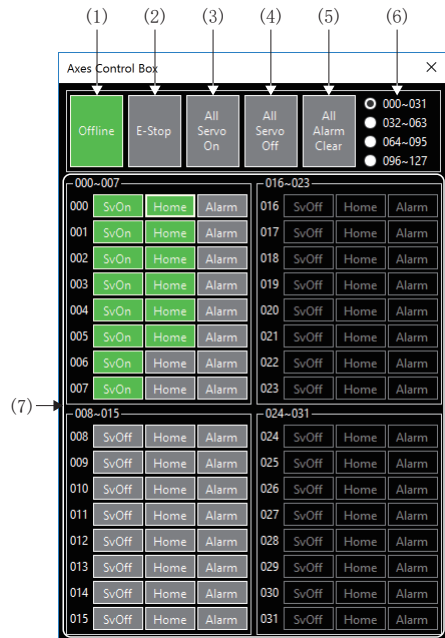 (1) (2) (3) (4) (5) (6)
Axes Control Box ×
Offline E-Stop All Servo On All Servo Off All Alarm Clear
000~031
032~063
064~095
096~127
000~007
000 SvOn Home Alarm
001 SvOn Home Alarm
002 SvOn Home Alarm
003 SvOn Home Alarm
004 SvOn Home Alarm
005 SvOn Home Alarm
006 SvOn Home Alarm
007 SvOn Home Alarm
016~023
016 SvOff Home Alarm
017 SvOff Home Alarm
018 SvOff Home Alarm
019 SvOff Home Alarm
020 SvOff Home Alarm
021 SvOff Home Alarm
022 SvOff Home Alarm
023 SvOff Home Alarm
(7)
008~015
008 SvOff Home Alarm
009 SvOff Home Alarm
010 SvOff Home Alarm
011 SvOff Home Alarm
012 SvOff Home Alarm
013 SvOff Home Alarm
014 SvOff Home Alarm
015 SvOff Home Alarm
024~031
024 SvOff Home Alarm
025 SvOff Home Alarm
026 SvOff Home Alarm
027 SvOff Home Alarm
028 SvOff Home Alarm
029 SvOff Home Alarm
030 SvOff Home Alarm
031 SvOff Home Alarm